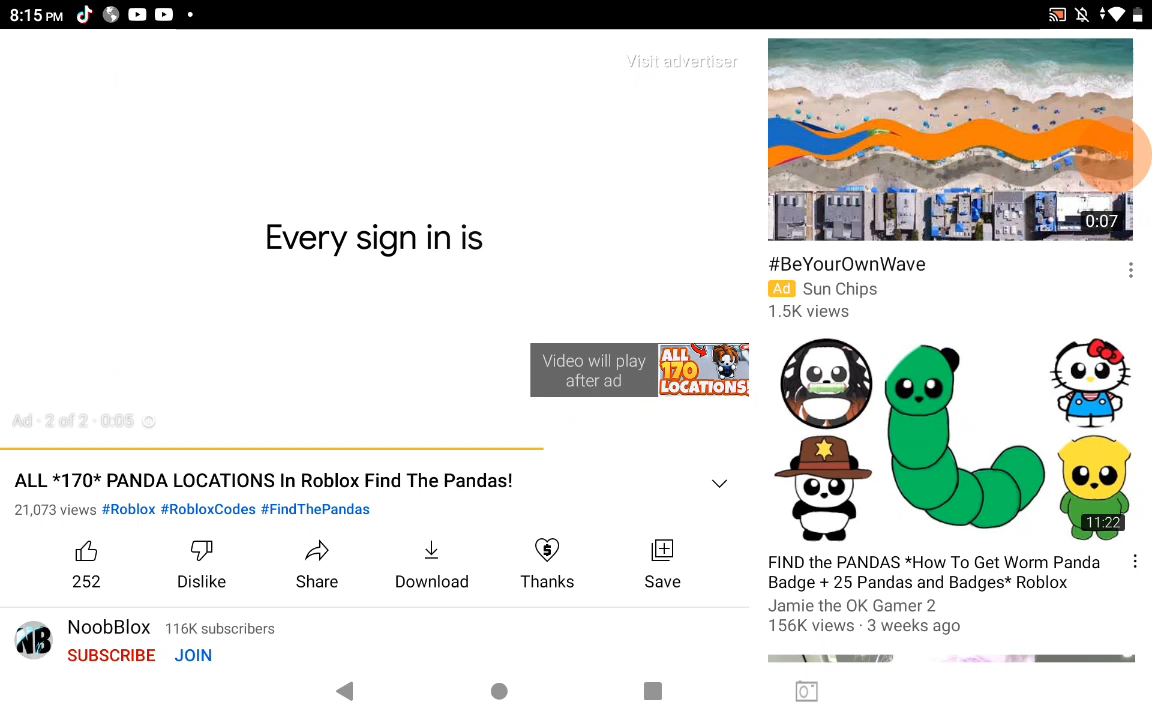 8:15 PM
Visit advertiser
Every sign in is
Video will play
after ad
ALL
170
LOCATIONS!
Ad · 2 of 2 · 0:05
ALL *170* PANDA LOCATIONS In Roblox Find The Pandas!
21,073 views #Roblox #RobloxCodes #FindThePandas
252
Dislike
Share
Download
Thanks
Save
NB
NoobBlox 116K subscribers
SUBSCRIBE JOIN
0:07
#BeYourOwnWave
Ad Sun Chips
1.5K views
11:22
FIND the PANDAS *How To Get Worm Panda
Badge + 25 Pandas and Badges* Roblox
Jamie the OK Gamer 2
156K views · 3 weeks ago